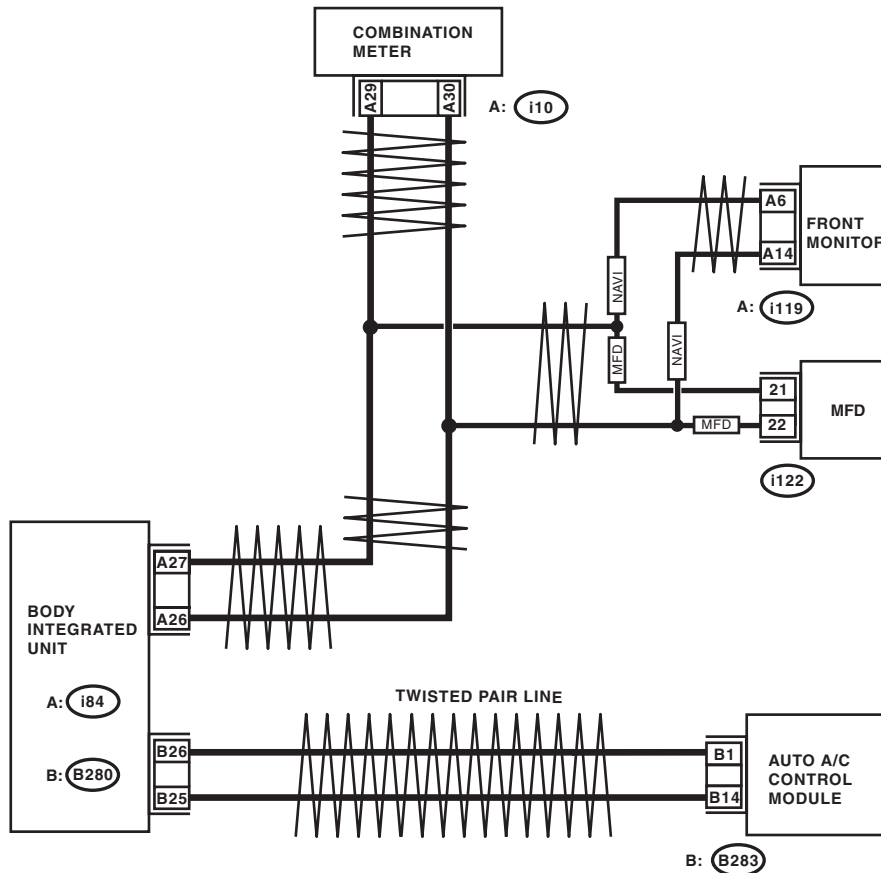 COMBINATION
METER
A29
A30
A: i10
A6
A14
FRONT
MONITOR
A: i119
NAVI
MFD
NAVI
21
22
MFD
MFD
i122
A27
A26
BODY
INTEGRATED
UNIT
A: i84
B: B280
B26
B25
TWISTED PAIR LINE
B1
B14
AUTO A/C
CONTROL
MODULE
B: B283